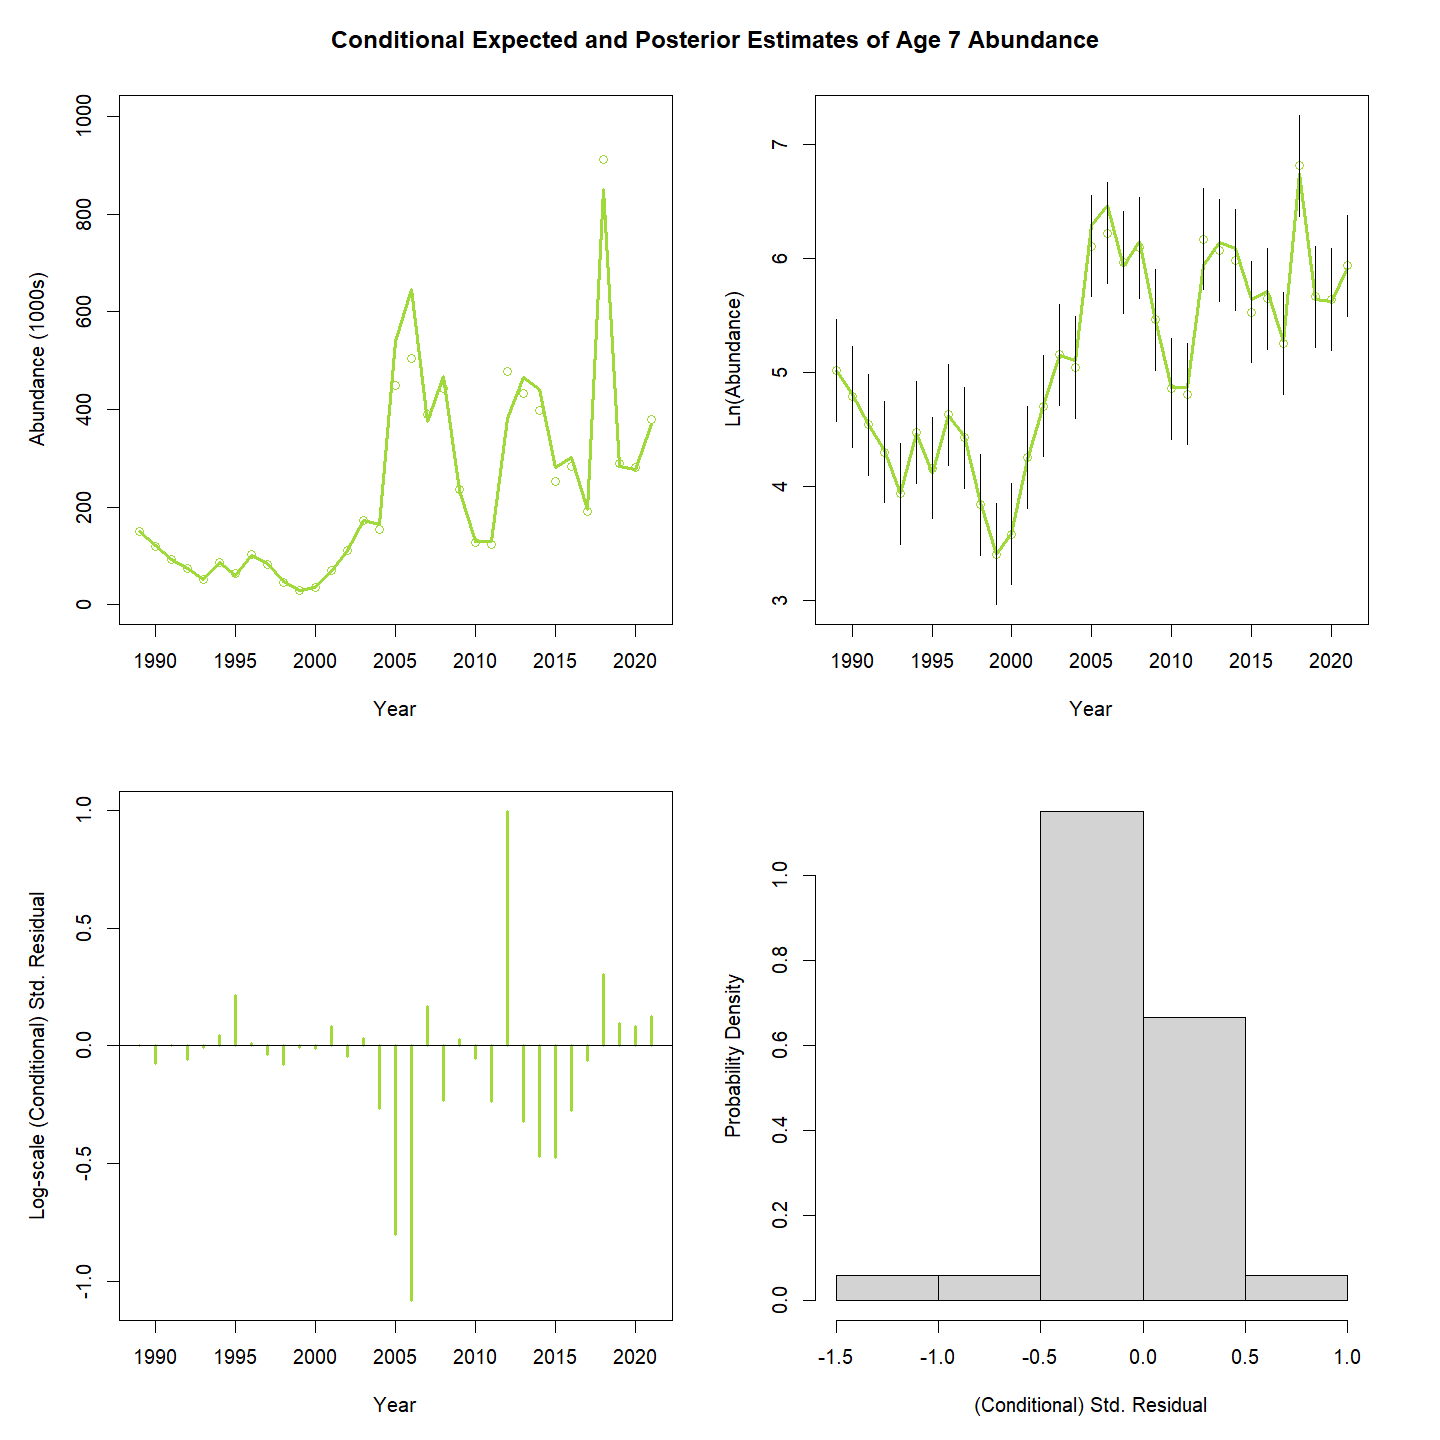 Conditional Expected and Posterior Estimates of Age 7 Abundance
Abundance (1000s)
1000
800
600
400
200
0
1990 1995 2000 2005 2010 2015 2020
Year
Ln(Abundance)
7
6
5
4
3
1990 1995 2000 2005 2010 2015 2020
Year
Log-scale (Conditional) Std. Residual
1.0
0.5
0.0
-0.5
-1.0
1990 1995 2000 2005 2010 2015 2020
Year
Probability Density
1.0
0.8
0.6
0.4
0.2
0.0
-1.5 -1.0 -0.5 0.0 0.5 1.0
(Conditional) Std. Residual